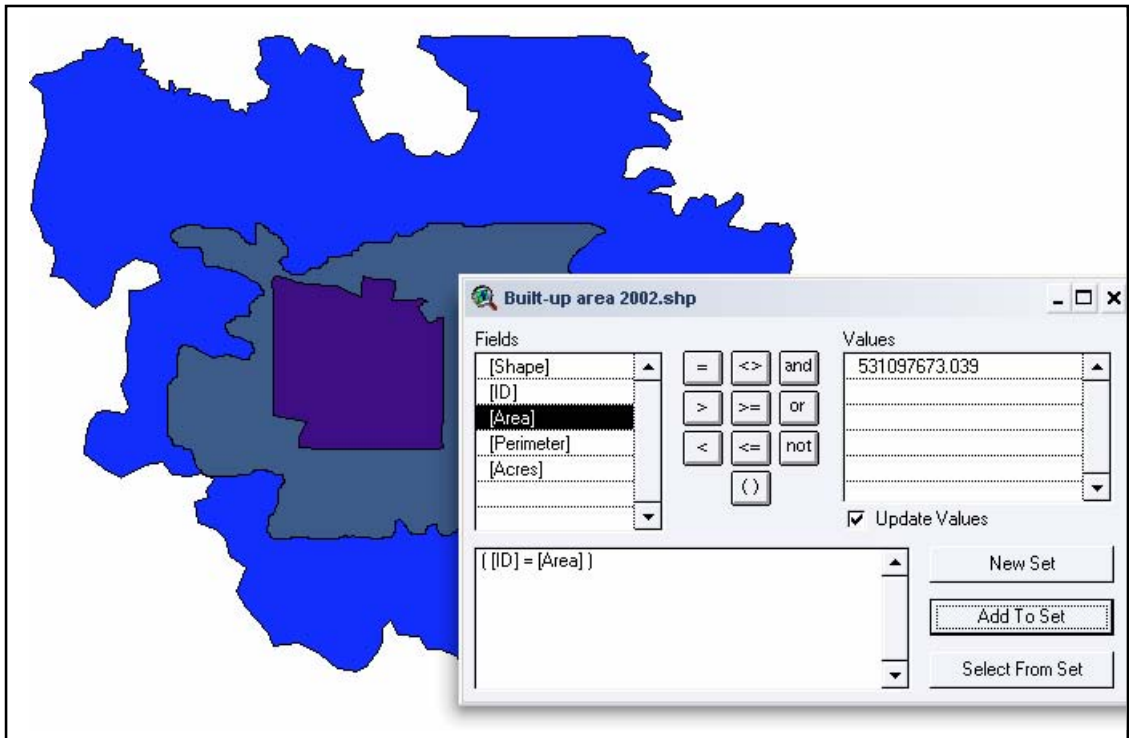 Built-up area 2002.shp
Fields
Values
[Shape]
[ID]
[Area]
[Perimeter]
[Acres]
= <> and
> >= or
< <= not
( )
531097673.039
Update Values
( [ID] = [Area] )
New Set
Add To Set
Select From Set